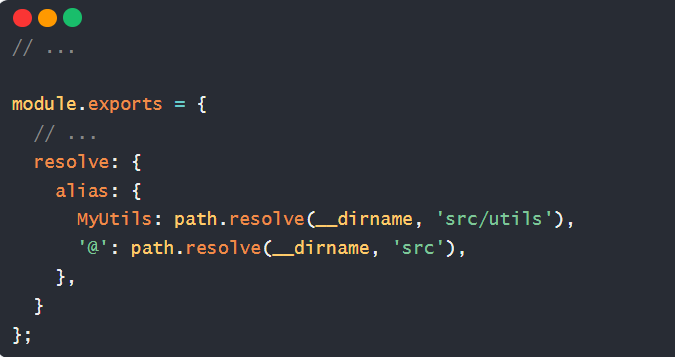 // ...
module.exports = {
// ...
resolve: {
alias: {
MyUtils: path.resolve(__dirname, 'src/utils'),
'@': path.resolve(__dirname, 'src'),
},
}
};